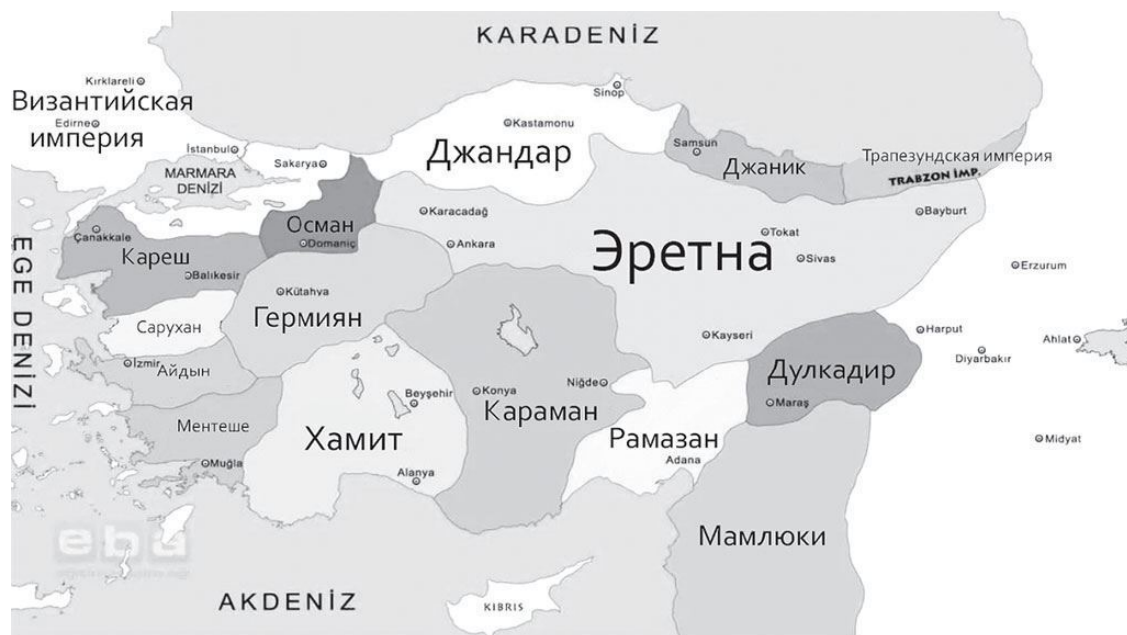 KARADENİZ
Kırklareli
Византийская
империя
Edirne
İstanbul
Sakarya
MARMARA
DENİZİ
Sinop
Kastamonu
Джандар
Samsun
Джаник
Трапезундская империя
TRABZON İMP.
Bayburt
Çanakkale
Кареш
Balıkesir
Осман
Domaniç
Karacadağ
Ankara
Эретна
Tokat
Sivas
Erzurum
EGE DENİZİ
Kütahya
Гермиян
Сарухан
İzmir
Айдын
Kayseri
Harput
Diyarbakır
Ahlat
Дулкадир
Maraş
Ментеше
Muğla
Beyşehir
Хамит
Alanya
Konya
Niğde
Караман
Рамазан
Adana
Midyat
Мамлюки
eba
AKDENİZ
KIBRIS